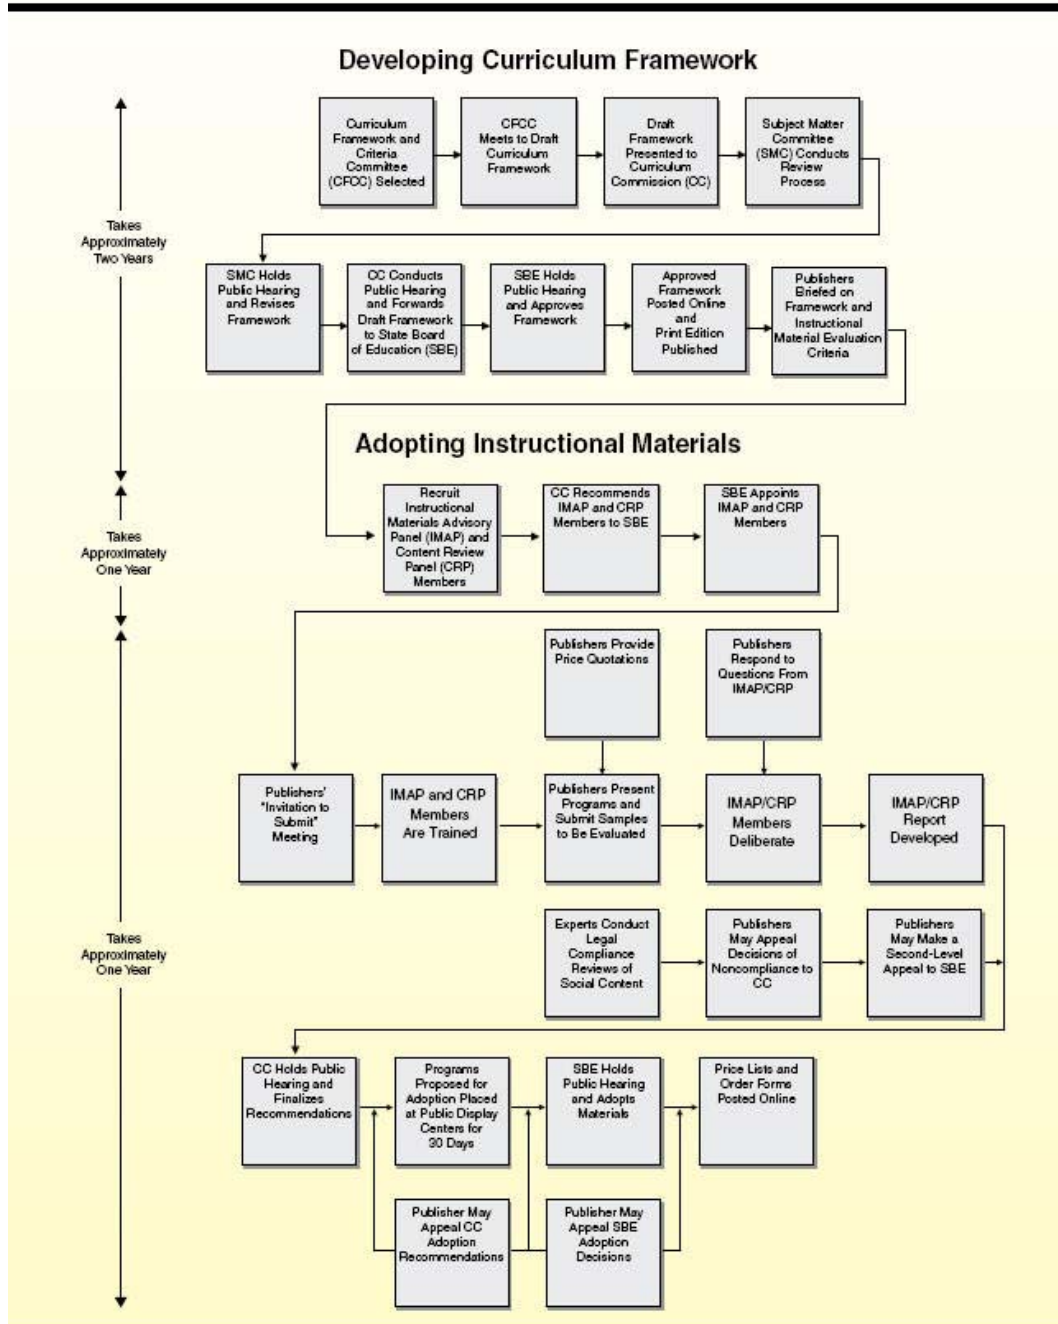 Developing Curriculum Framework
Curriculum
Framework and
Criteria
Committee
(CFCC) Selected
CFCC
Meets to Draft
Curriculum
Framework
Draft
Framework
Presented to
Curriculum
Commission (CC)
Subject Matter
Committee
(SMC) Conducts
Review
Process
Takes
Approximately
Two Years
SMC Holds
Public Hearing
and Revises
Framework
CC Conducts
Public Hearing
and Forwards
Draft Framework
to State Board
of Education (SBE)
SBE Holds
Public Hearing
and Approves
Framework
Approved
Framework
Posted Online
and
Print Edition
Published
Publishers
Briefed on
Framework and
Instructional
Material Evaluation
Criteria
Adopting Instructional Materials
Takes
Approximately
One Year
Recruit
Instructional
Materials Advisory
Panel (IMAP) and
Content Review
Panel (CRP)
Members
CC Recommends
IMAP and CRP
Members to SBE
SBE Appoints
IMAP and CRP
Members
Publishers Provide
Price Quotations
Publishers
Respond to
Questions From
IMAP/CRP
Publishers'
"Invitation to
Submit"
Meeting
IMAP and CRP
Members
Are Trained
Publishers Present
Programs and
Submit Samples
to Be Evaluated
IMAP/CRP
Members
Deliberate
IMAP/CRP
Report
Developed
Takes
Approximately
One Year
Experts Conduct
Legal
Compliance
Reviews of
Social Content
Publishers
May Appeal
Decisions of
Noncompliance to
CC
Publishers
May Make a
Second-Level
Appeal to SBE
CC Holds Public
Hearing and
Finalizes
Recommendations
Programs
Proposed for
Adoption Placed
at Public Display
Centers for
30 Days
SBE Holds
Public Hearing
and Adopts
Materials
Price Lists and
Order Forms
Posted Online
Publisher May
Appeal CC
Adoption
Recommendations
Publisher May
Appeal SBE
Adoption
Decisions